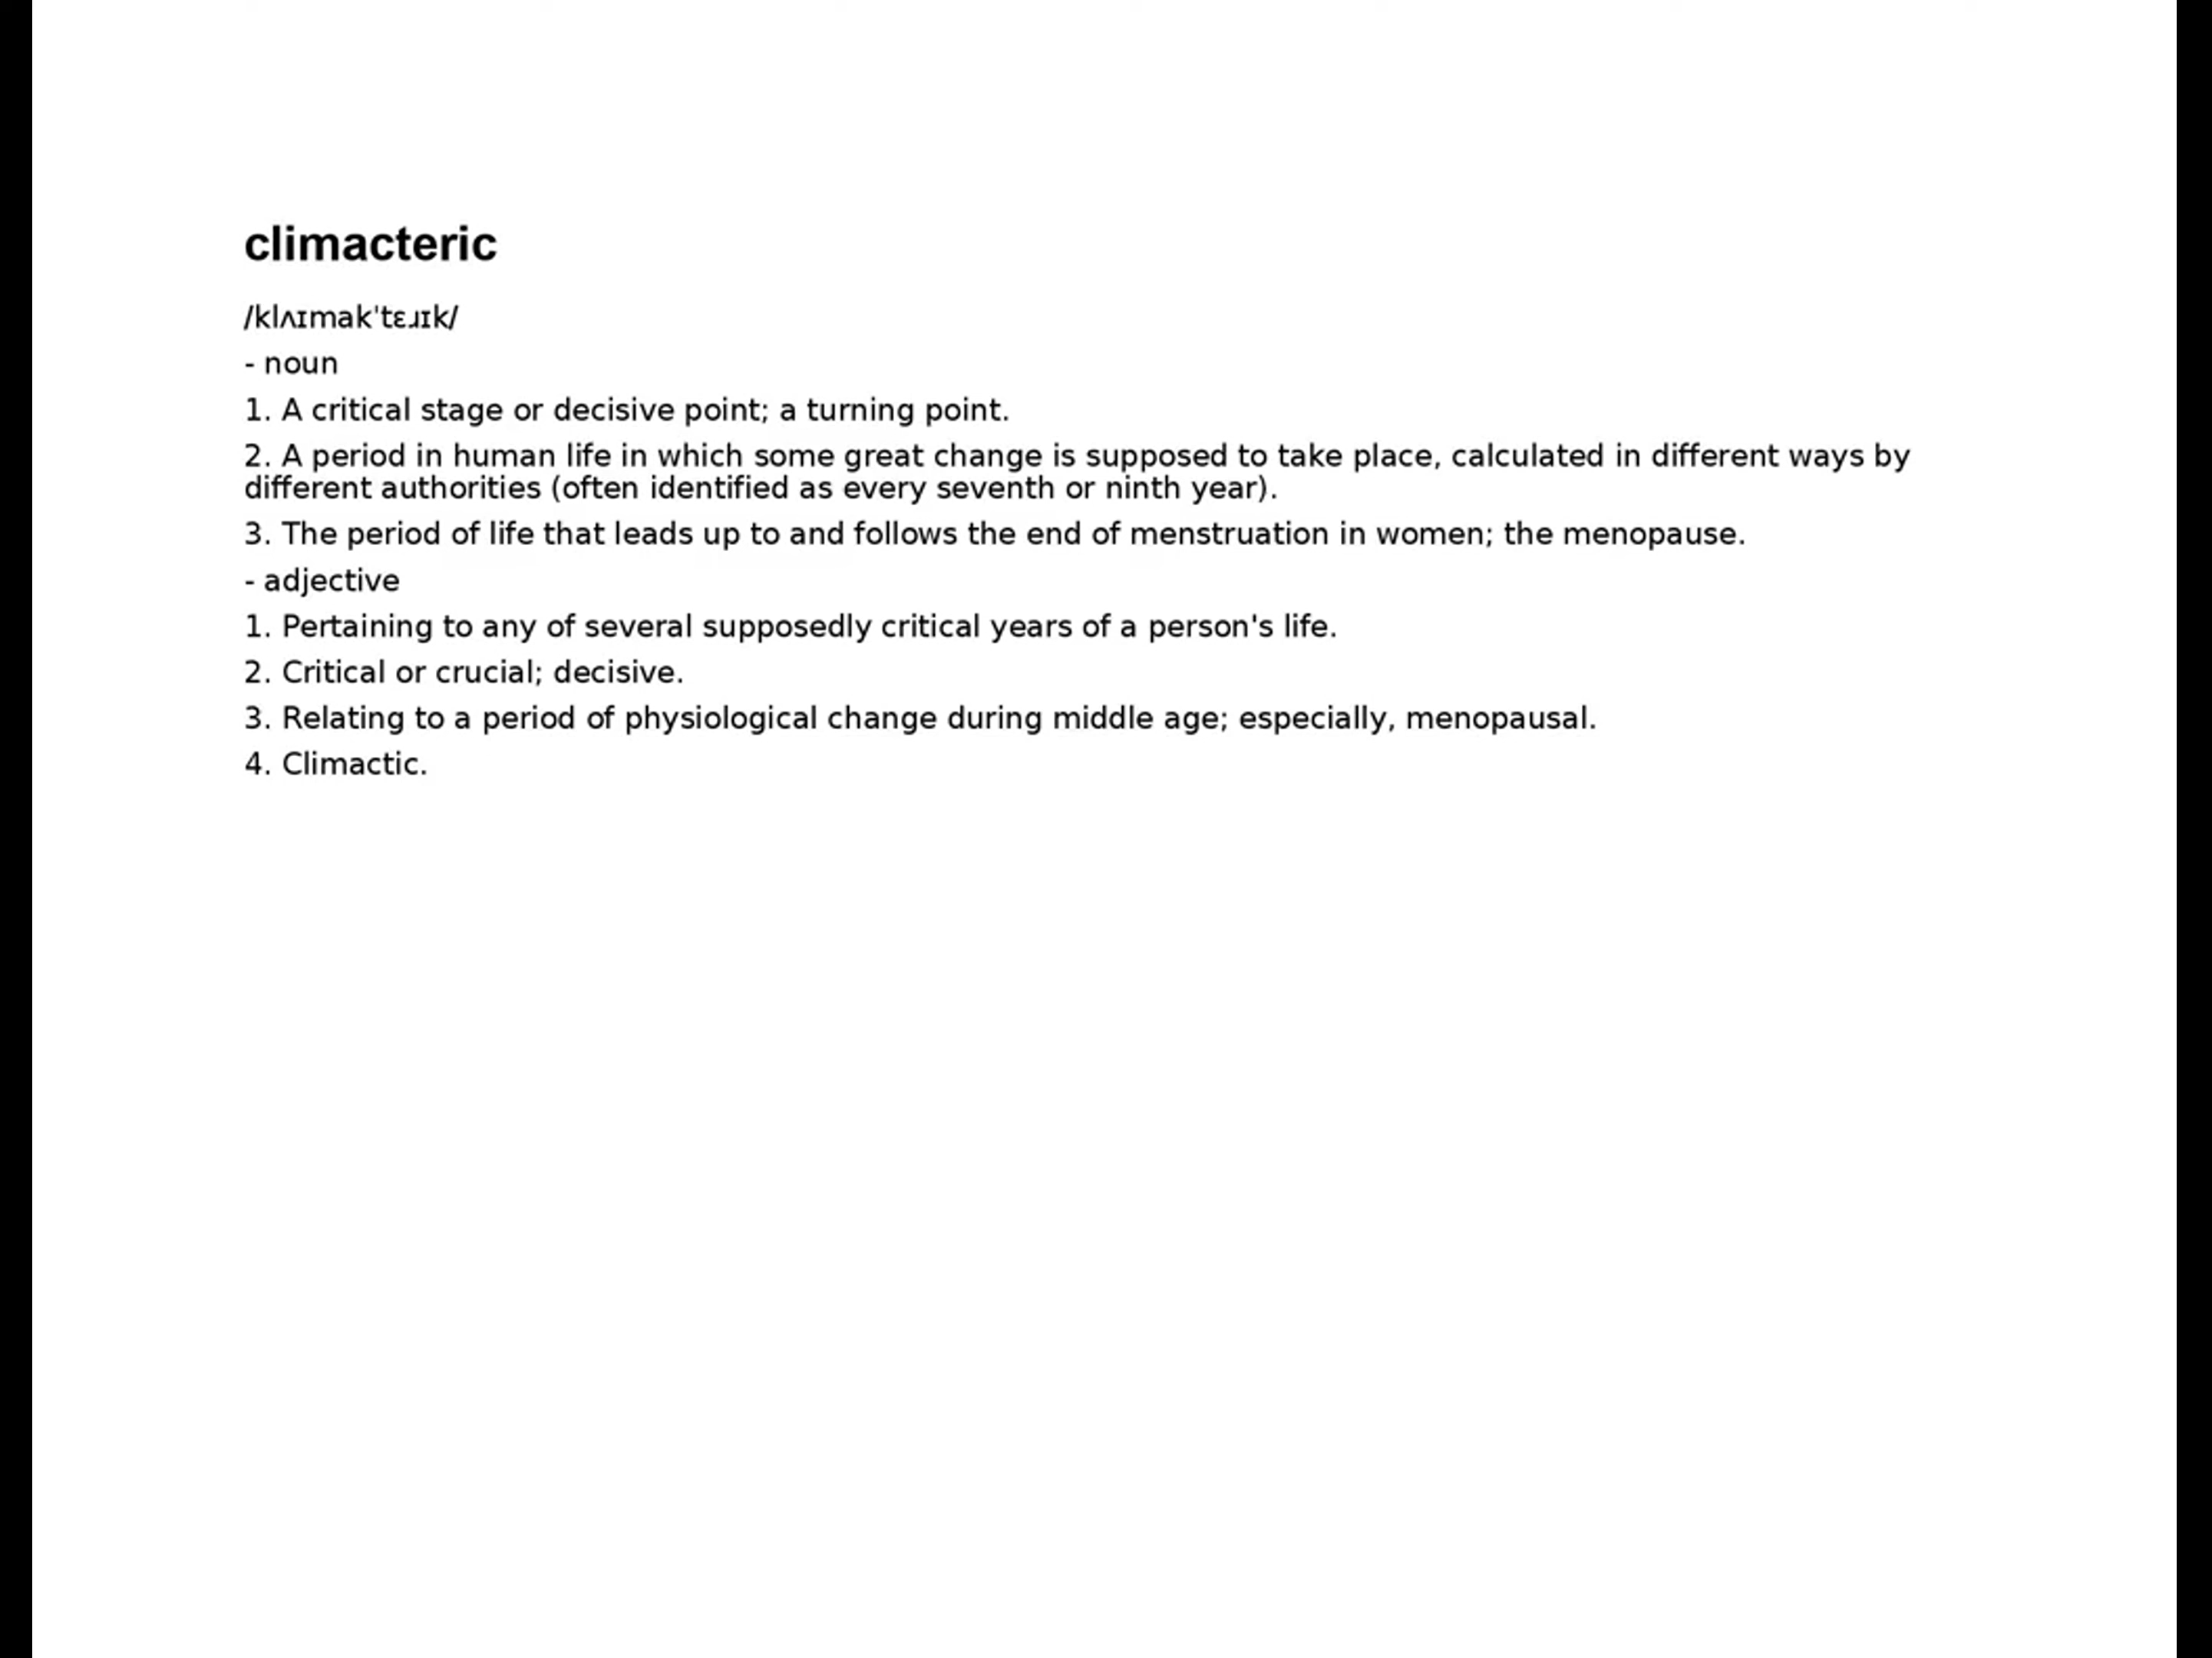 climacteric
/klʌɪmak'tɛɹɪk/
- noun
1. A critical stage or decisive point; a turning point.
2. A period in human life in which some great change is supposed to take place, calculated in different ways by
different authorities (often identified as every seventh or ninth year).
3. The period of life that leads up to and follows the end of menstruation in women; the menopause.
- adjective
1. Pertaining to any of several supposedly critical years of a person's life.
2. Critical or crucial; decisive.
3. Relating to a period of physiological change during middle age; especially, menopausal.
4. Climactic.